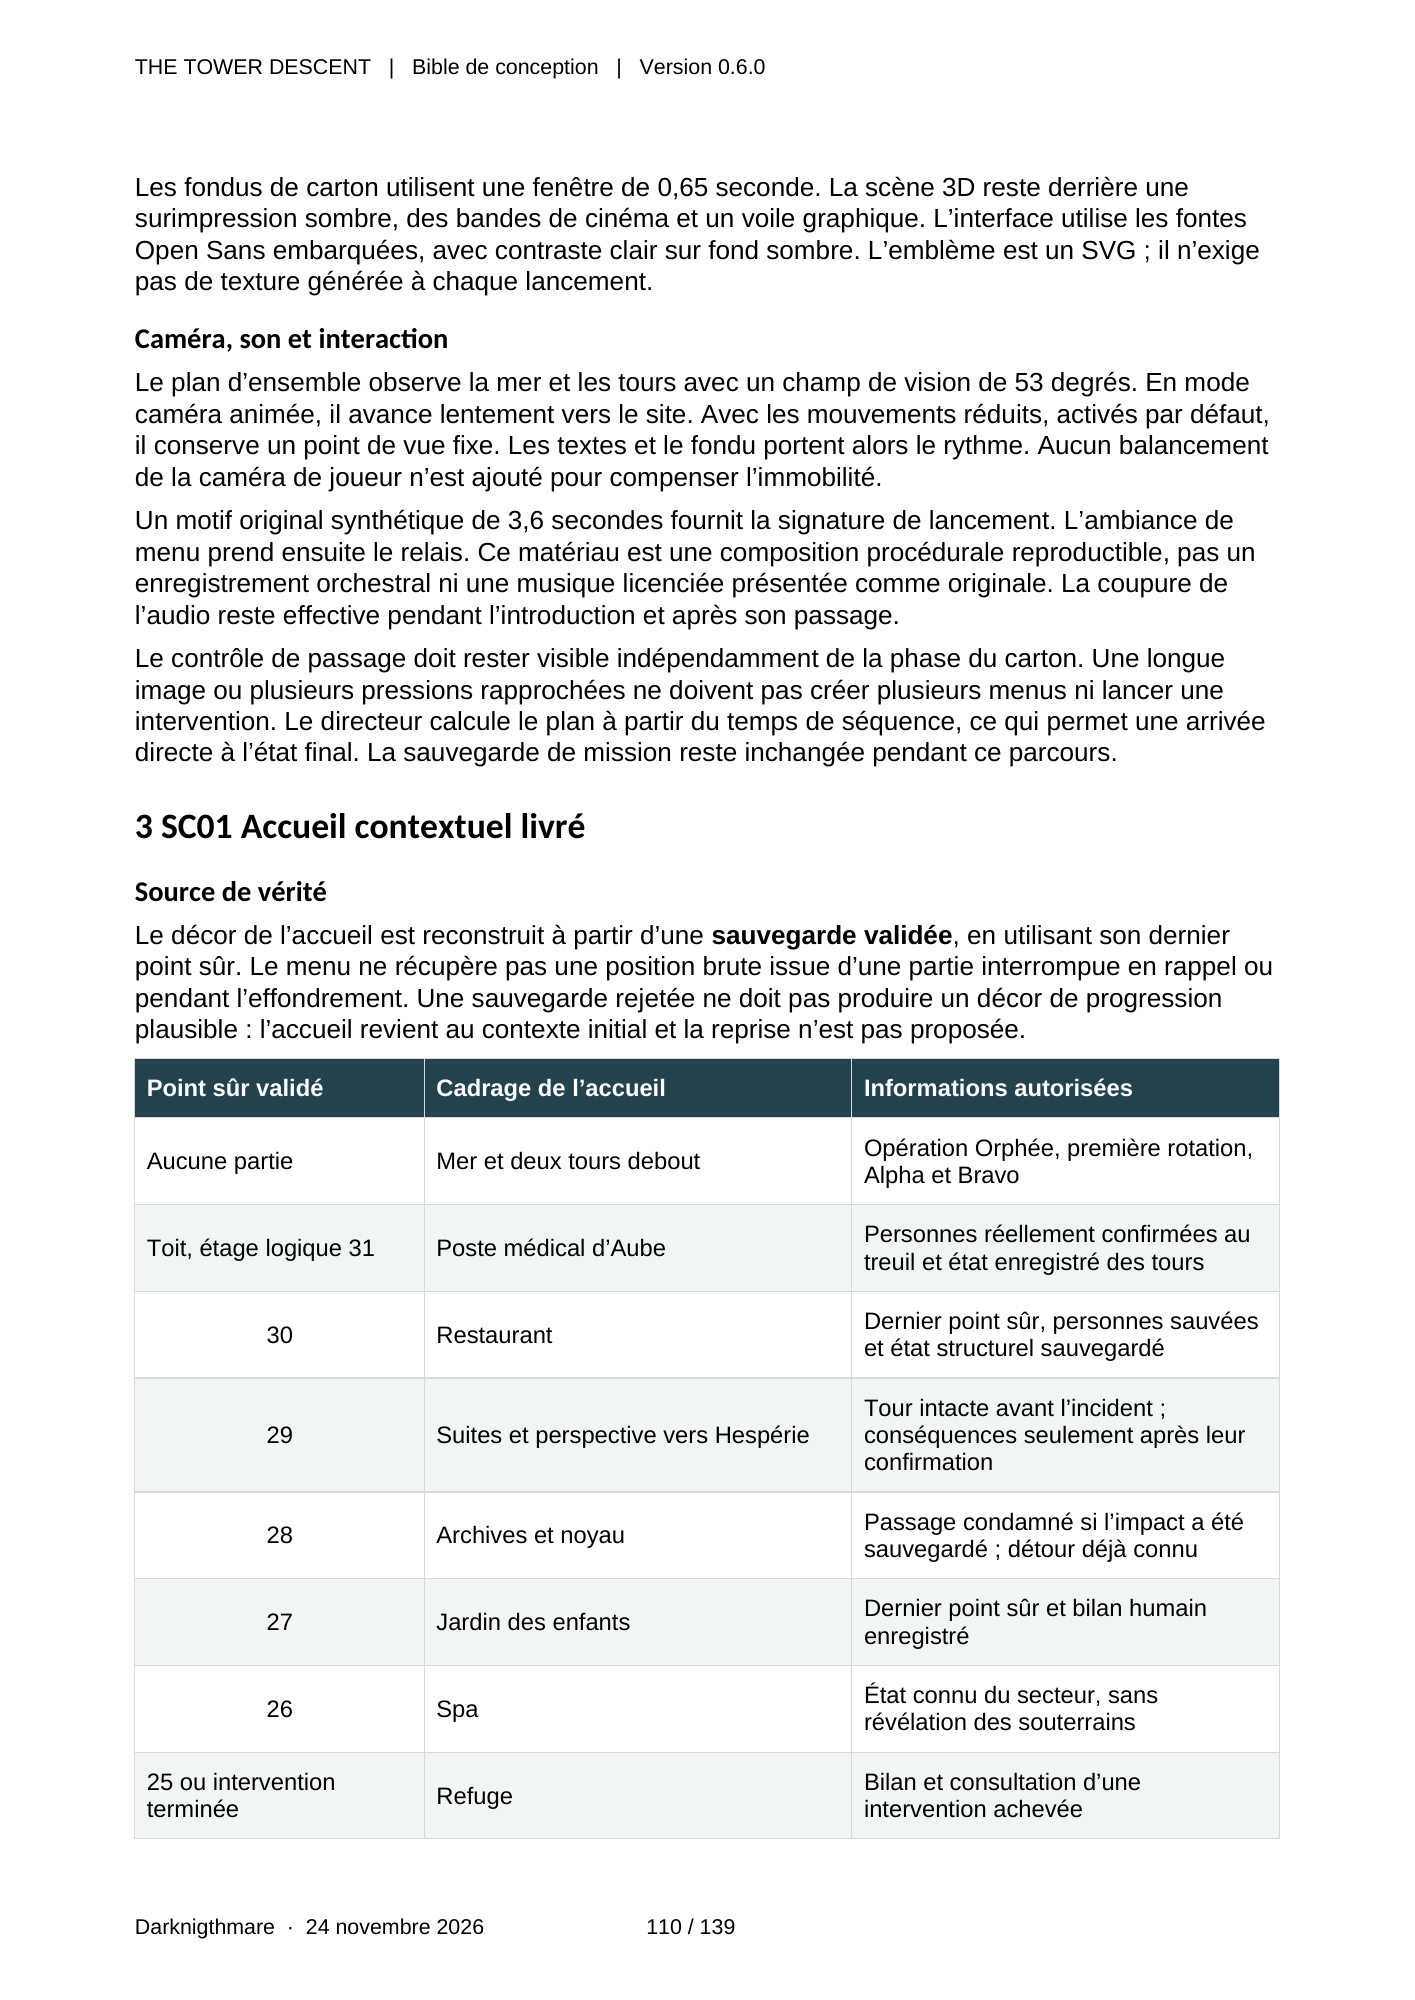 THE TOWER DESCENT | Bible de conception | Version 0.6.0
Les fondus de carton utilisent une fenêtre de 0,65 seconde. La scène 3D reste derrière une
surimpression sombre, des bandes de cinéma et un voile graphique. L’interface utilise les fontes
Open Sans embarquées, avec contraste clair sur fond sombre. L’emblème est un SVG ; il n’exige
pas de texture générée à chaque lancement.
Caméra, son et interaction
Le plan d’ensemble observe la mer et les tours avec un champ de vision de 53 degrés. En mode
caméra animée, il avance lentement vers le site. Avec les mouvements réduits, activés par défaut,
il conserve un point de vue fixe. Les textes et le fondu portent alors le rythme. Aucun balancement
de la caméra de joueur n’est ajouté pour compenser l’immobilité.
Un motif original synthétique de 3,6 secondes fournit la signature de lancement. L’ambiance de
menu prend ensuite le relais. Ce matériau est une composition procédurale reproductible, pas un
enregistrement orchestral ni une musique licenciée présentée comme originale. La coupure de
l’audio reste effective pendant l’introduction et après son passage.
Le contrôle de passage doit rester visible indépendamment de la phase du carton. Une longue
image ou plusieurs pressions rapprochées ne doivent pas créer plusieurs menus ni lancer une
intervention. Le directeur calcule le plan à partir du temps de séquence, ce qui permet une arrivée
directe à l’état final. La sauvegarde de mission reste inchangée pendant ce parcours.
3 SC01 Accueil contextuel livré
Source de vérité
Le décor de l’accueil est reconstruit à partir d’une sauvegarde validée, en utilisant son dernier
point sûr. Le menu ne récupère pas une position brute issue d’une partie interrompue en rappel ou
pendant l’effondrement. Une sauvegarde rejetée ne doit pas produire un décor de progression
plausible : l’accueil revient au contexte initial et la reprise n’est pas proposée.
Point sûr validé
Cadrage de l’accueil
Informations autorisées
Aucune partie
Mer et deux tours debout
Opération Orphée, première rotation,
Alpha et Bravo
Toit, étage logique 31
Poste médical d’Aube
Personnes réellement confirmées au
treuil et état enregistré des tours
30
Restaurant
Dernier point sûr, personnes sauvées
et état structurel sauvegardé
29
Suites et perspective vers Hespérie
Tour intacte avant l’incident ;
conséquences seulement après leur
confirmation
28
Archives et noyau
Passage condamné si l’impact a été
sauvegardé ; détour déjà connu
27
Jardin des enfants
Dernier point sûr et bilan humain
enregistré
26
Spa
État connu du secteur, sans
révélation des souterrains
25 ou intervention
terminée
Refuge
Bilan et consultation d’une
intervention achevée
Darknigthmare · 24 novembre 2026
110 / 139